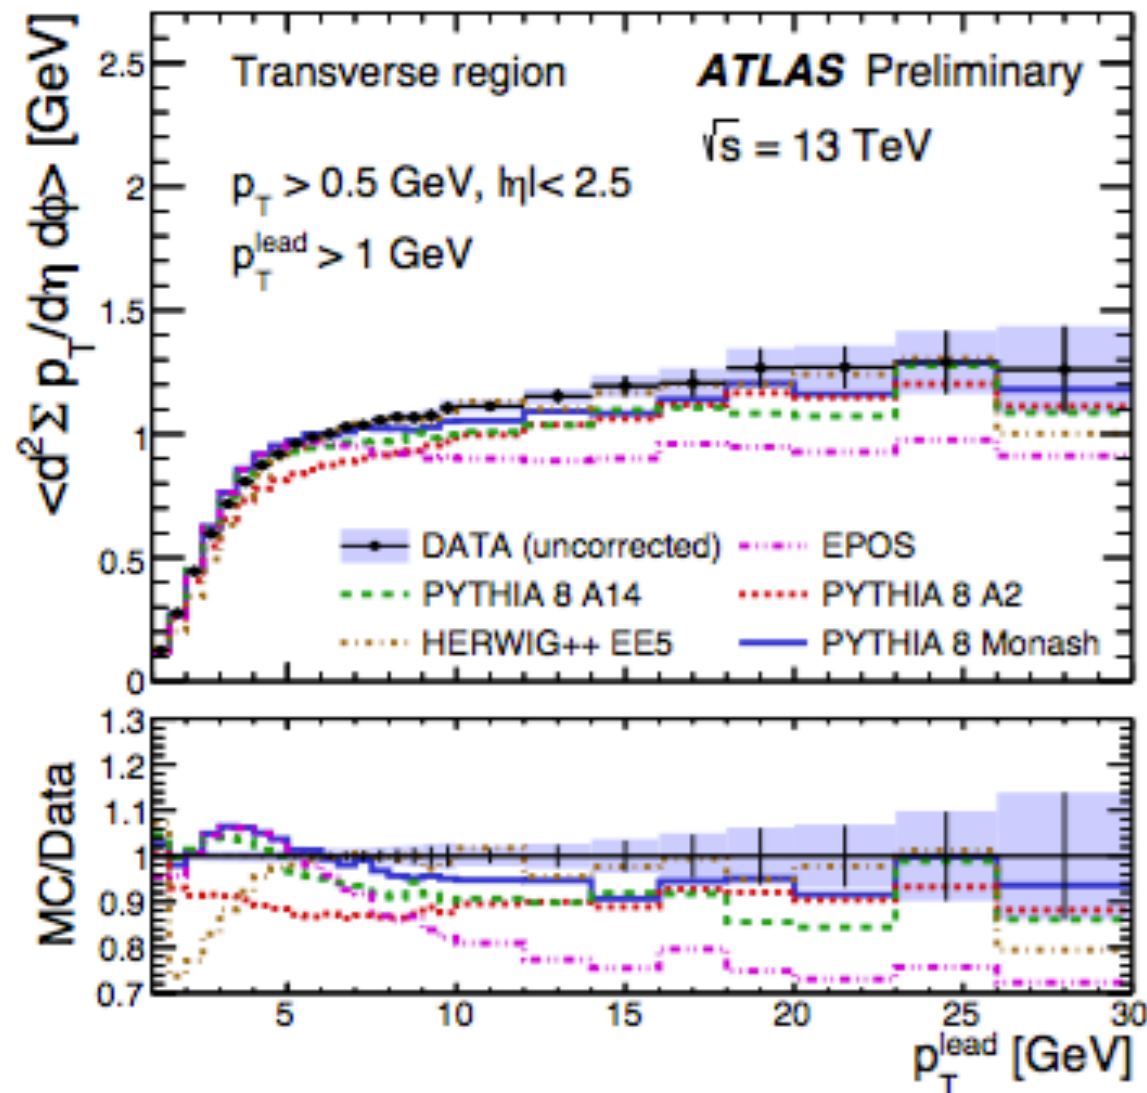 <d² Σ p_T/dη dϕ> [GeV]
2.5
2
1.5
1
0.5
0
Transverse region
ATLAS Preliminary
√s = 13 TeV
p_T > 0.5 GeV, |η| < 2.5
p_T^lead > 1 GeV
DATA (uncorrected)
EPOS
PYTHIA 8 A14
PYTHIA 8 A2
HERWIG++ EE5
PYTHIA 8 Monash
MC/Data
1.3
1.2
1.1
1
0.9
0.8
0.7
5 10 15 20 25 30
p_T^lead [GeV]